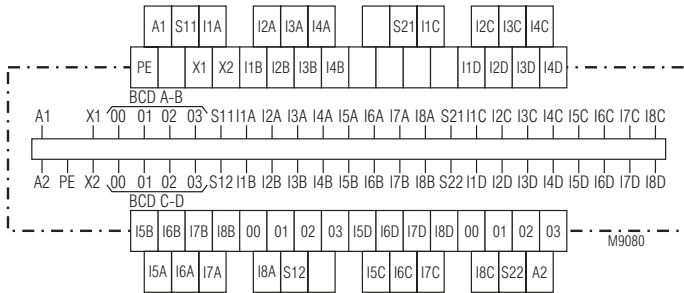 A1 S11 I1A I2A I3A I4A S21 I1C I2C I3C I4C
PE X1 X2 I1B I2B I3B I4B I1D I2D I3D I4D
BCD A-B
A1 X1 00 01 02 03 S11 I1A I2A I3A I4A I5A I6A I7A I8A S21 I1C I2C I3C I4C I5C I6C I7C I8C
A2 PE X2 00 01 02 03 S12 I1B I2B I3B I4B I5B I6B I7B I8B S22 I1D I2D I3D I4D I5D I6D I7D I8D
BCD C-D
I5B I6B I7B I8B 00 01 02 03 I5D I6D I7D I8D 00 01 02 03
M9080
I5A I6A I7A I8A S12 I5C I6C I7C I8C S22 A2